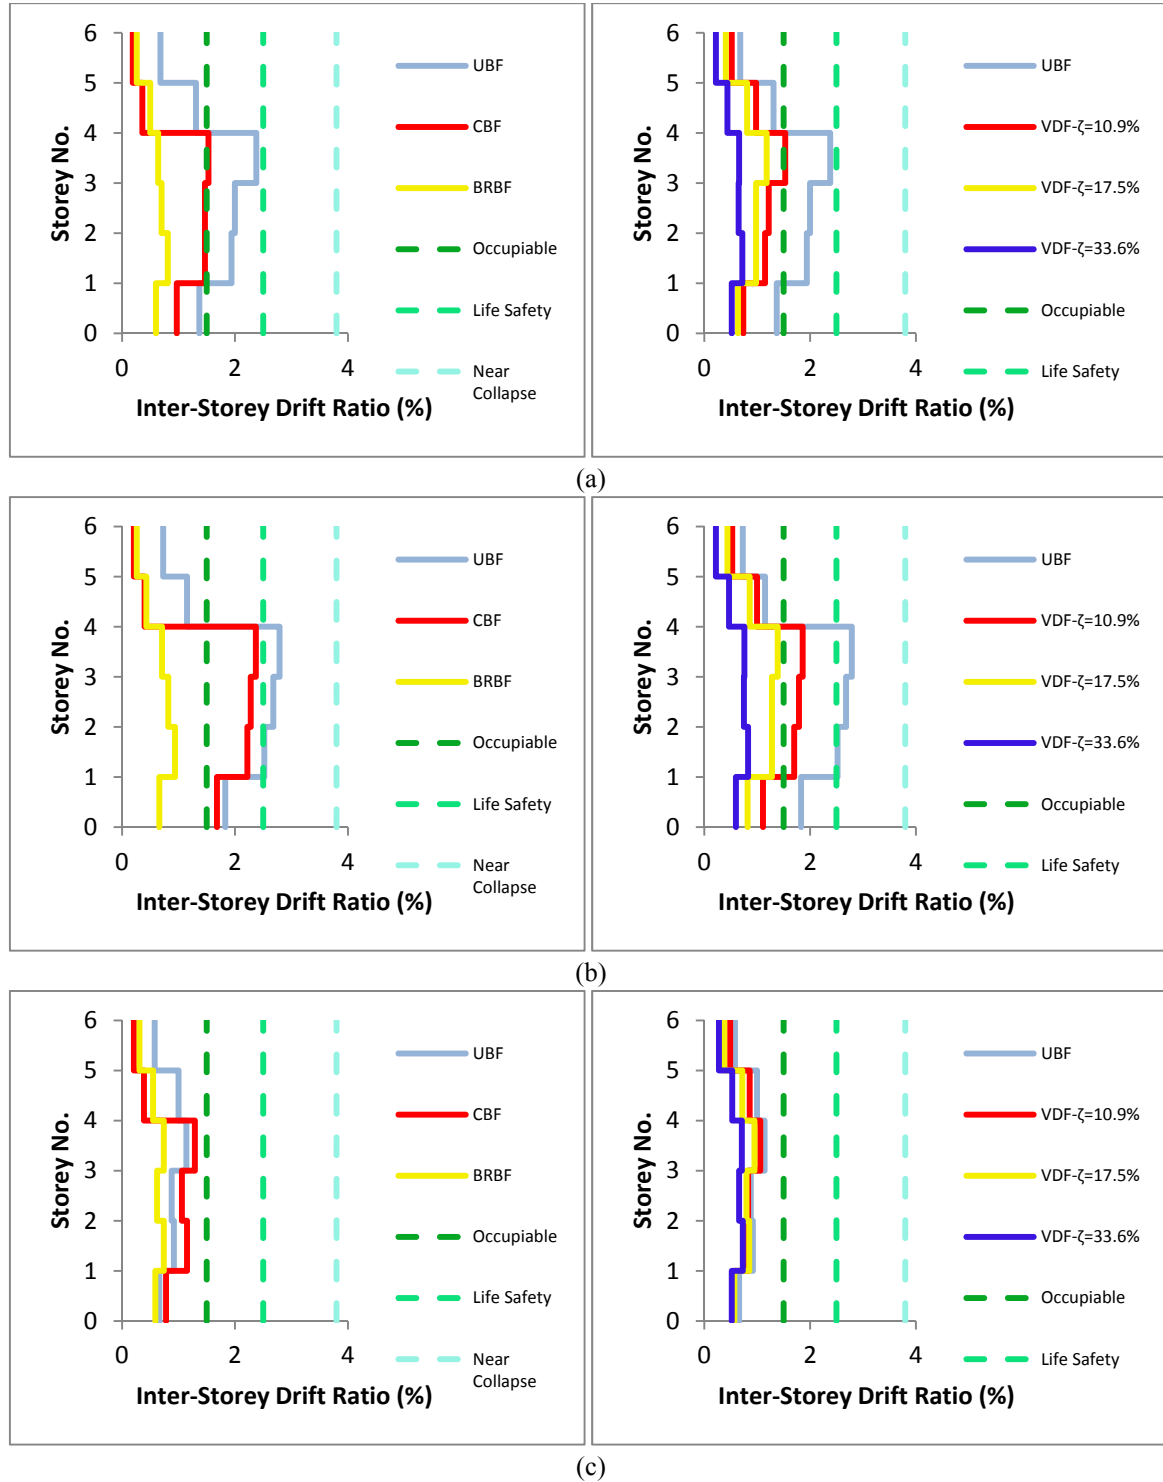 6
5
4
3
2
1
0
Storey No.
0 2 4
Inter-Storey Drift Ratio (%)
UBF
CBF
BRBF
Occupiable
Life Safety
Near
Collapse
6
5
4
3
2
1
0
Storey No.
0 2 4
Inter-Storey Drift Ratio (%)
UBF
VDF-ζ=10.9%
VDF-ζ=17.5%
VDF-ζ=33.6%
Occupiable
Life Safety
(a)
6
5
4
3
2
1
0
Storey No.
0 2 4
Inter-Storey Drift Ratio (%)
UBF
CBF
BRBF
Occupiable
Life Safety
Near
Collapse
6
5
4
3
2
1
0
Storey No.
0 2 4
Inter-Storey Drift Ratio (%)
UBF
VDF-ζ=10.9%
VDF-ζ=17.5%
VDF-ζ=33.6%
Occupiable
Life Safety
(b)
6
5
4
3
2
1
0
Storey No.
0 2 4
Inter-Storey Drift Ratio (%)
UBF
CBF
BRBF
Occupiable
Life Safety
Near
Collapse
6
5
4
3
2
1
0
Storey No.
0 2 4
Inter-Storey Drift Ratio (%)
UBF
VDF-ζ=10.9%
VDF-ζ=17.5%
VDF-ζ=33.6%
Occupiable
Life Safety
(c)